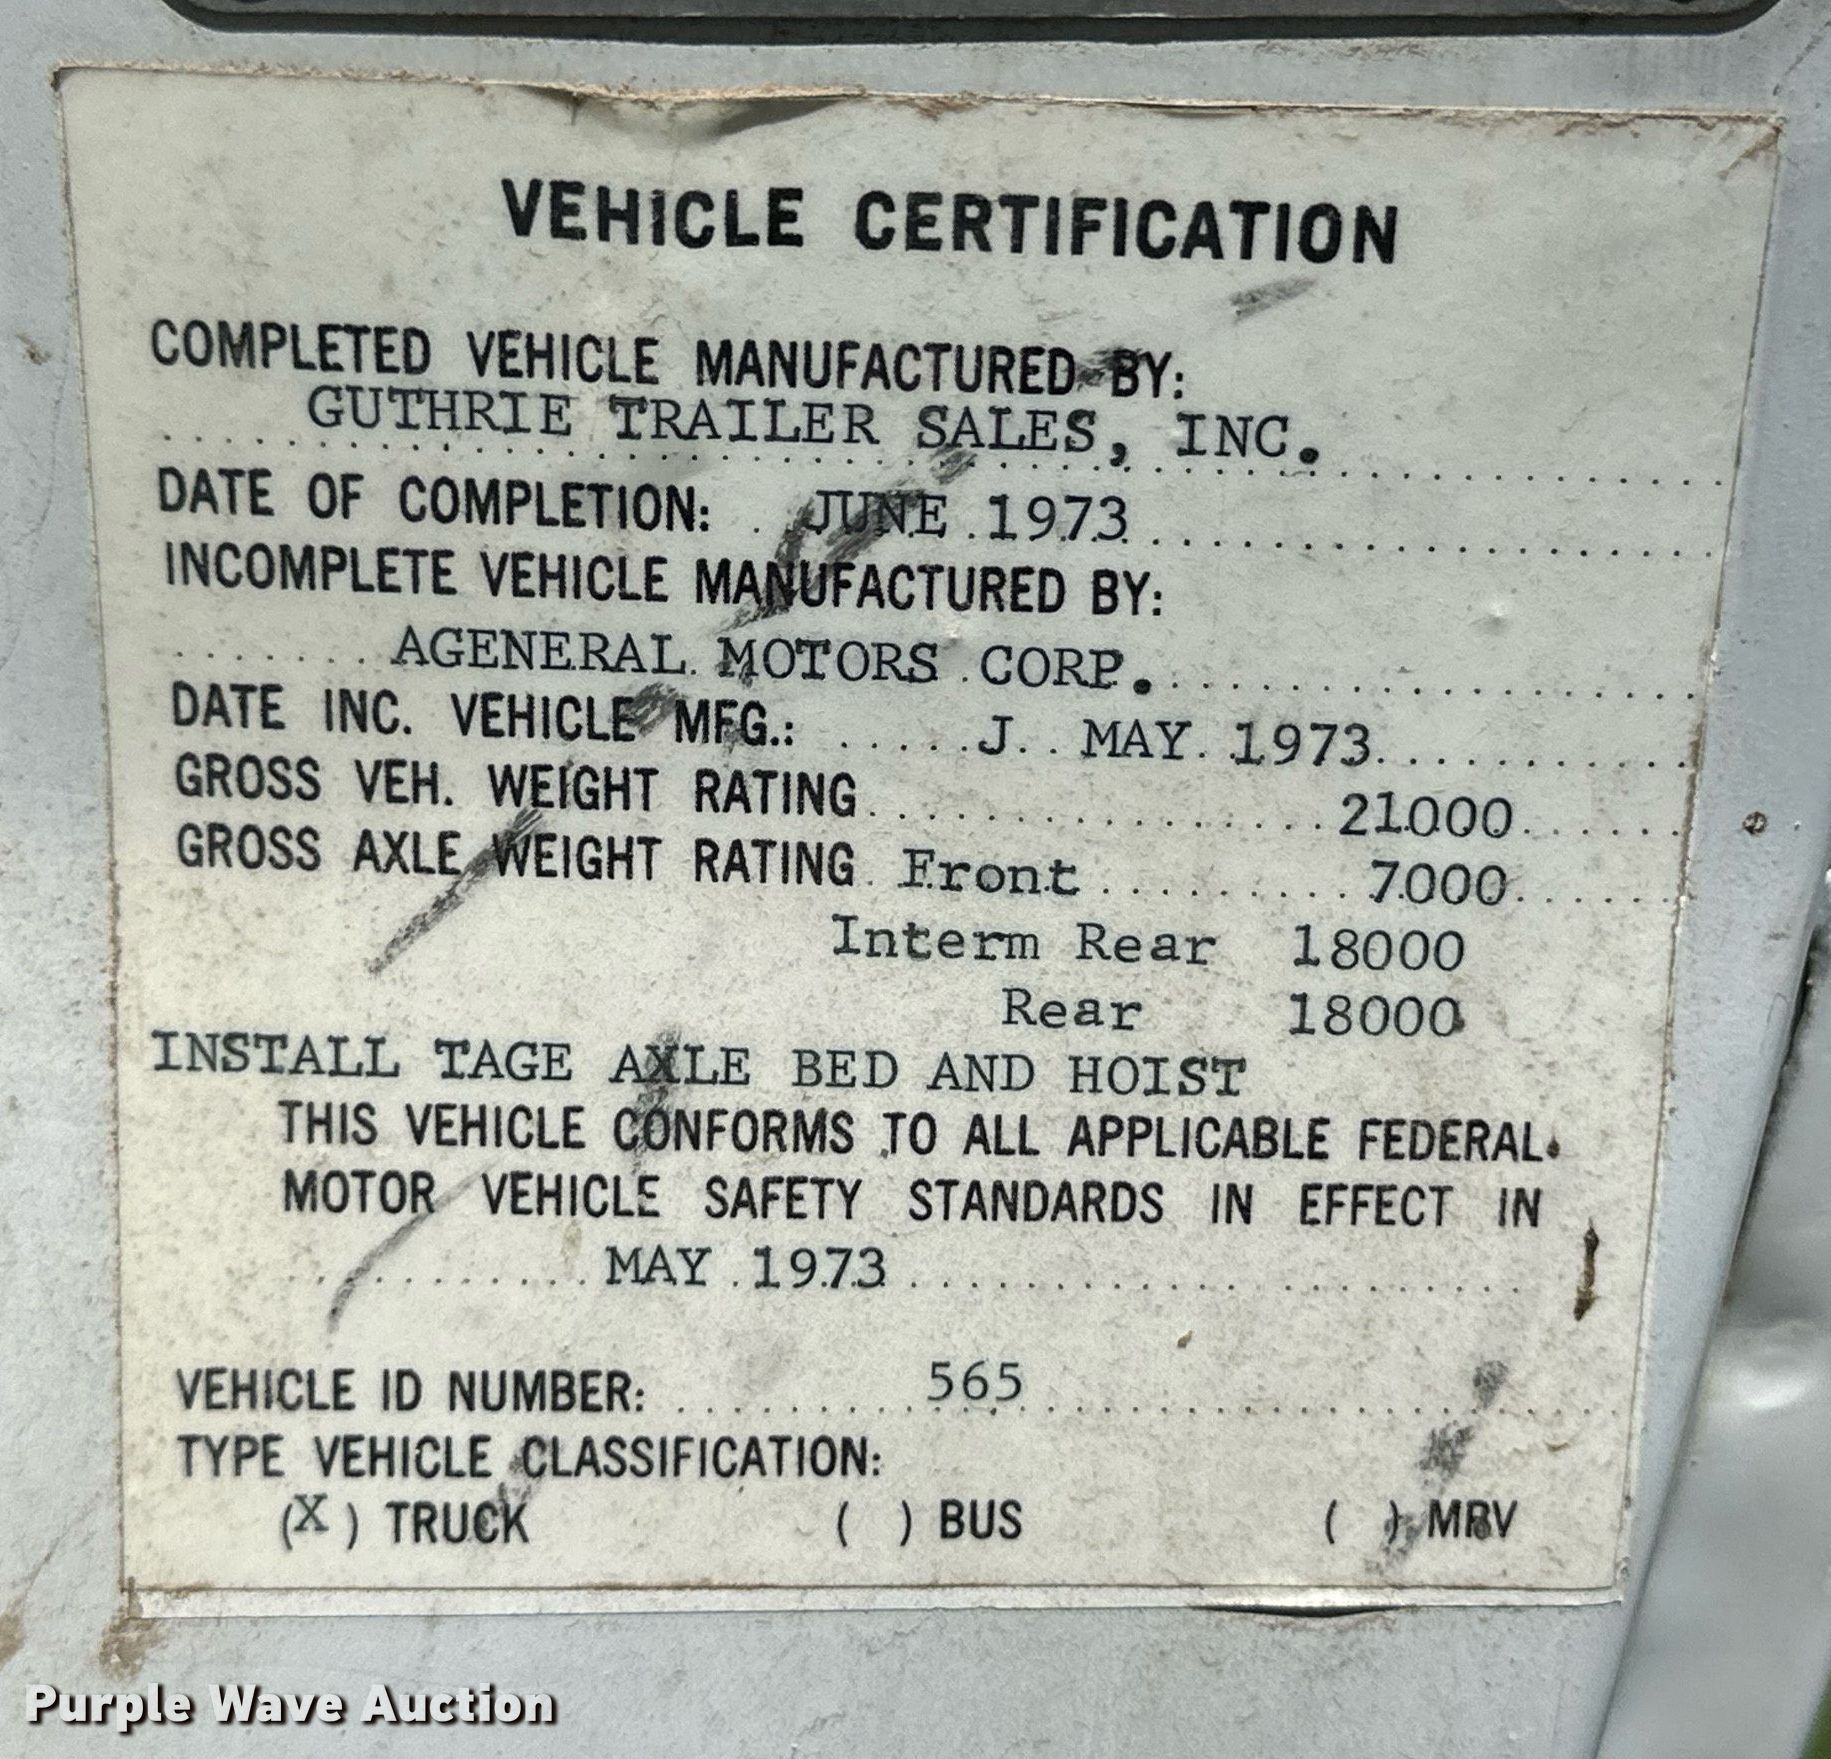 VEHICLE CERTIFICATION
COMPLETED VEHICLE MANUFACTURED BY:
GUTHRIE TRAILER SALES, INC.
DATE OF COMPLETION: JUNE 1973
INCOMPLETE VEHICLE MANUFACTURED BY:
AGENERAL MOTORS CORP.
DATE INC. VEHICLE MFG.: J. MAY 1973
GROSS VEH. WEIGHT RATING 21000
GROSS AXLE WEIGHT RATING Front 7000
Interm Rear 18000
Rear 18000
INSTALL TAGE AXLE BED AND HOIST
THIS VEHICLE CONFORMS TO ALL APPLICABLE FEDERAL
MOTOR VEHICLE SAFETY STANDARDS IN EFFECT IN
MAY 1973
VEHICLE ID NUMBER: 565
TYPE VEHICLE CLASSIFICATION:
(X) TRUCK ( ) BUS ( ) MPV
Purple Wave Auction